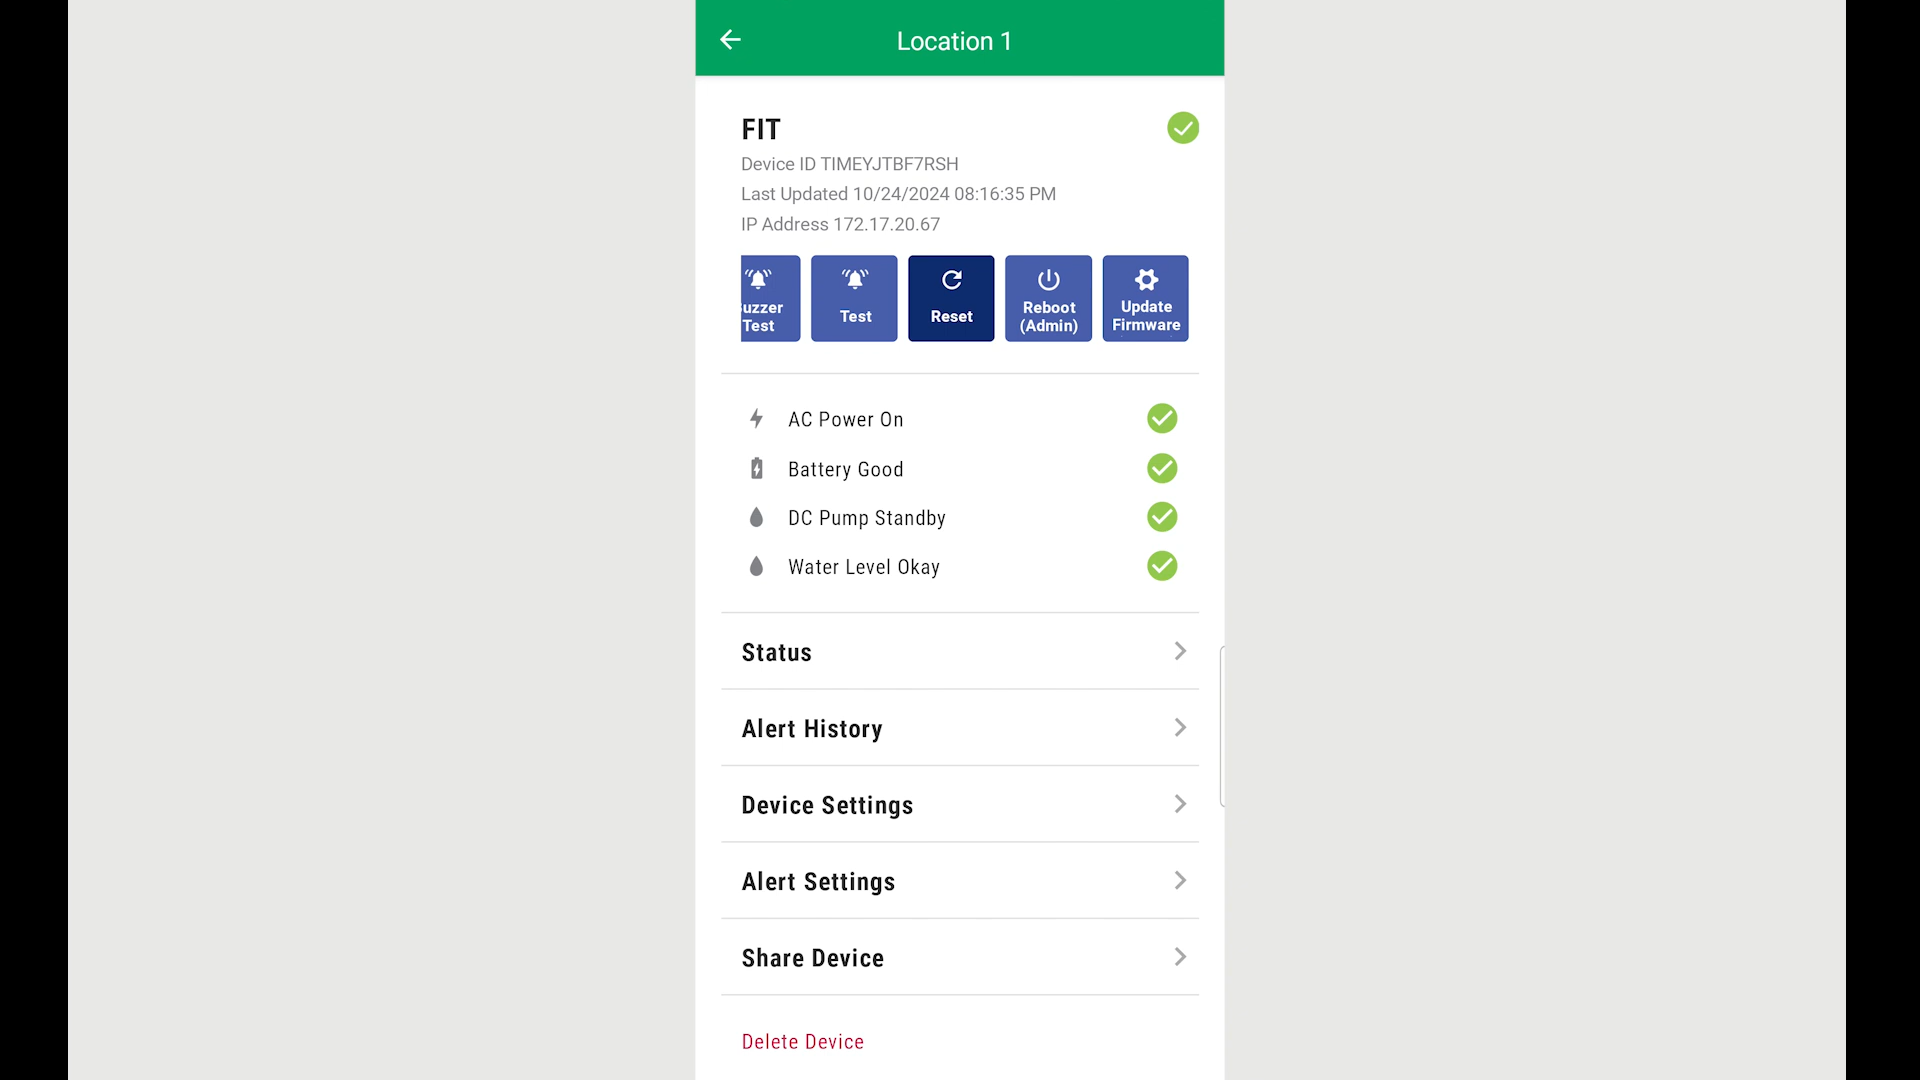 Location 1
FIT
Device ID TIMEYJTBF7RSH
Last Updated 10/24/2024 08:16:35 PM
IP Address 172.17.20.67
uzzer
Test
Test
Reset
Reboot
(Admin)
Update
Firmware
AC Power On
Battery Good
DC Pump Standby
Water Level Okay
Status
Alert History
Device Settings
Alert Settings
Share Device
Delete Device